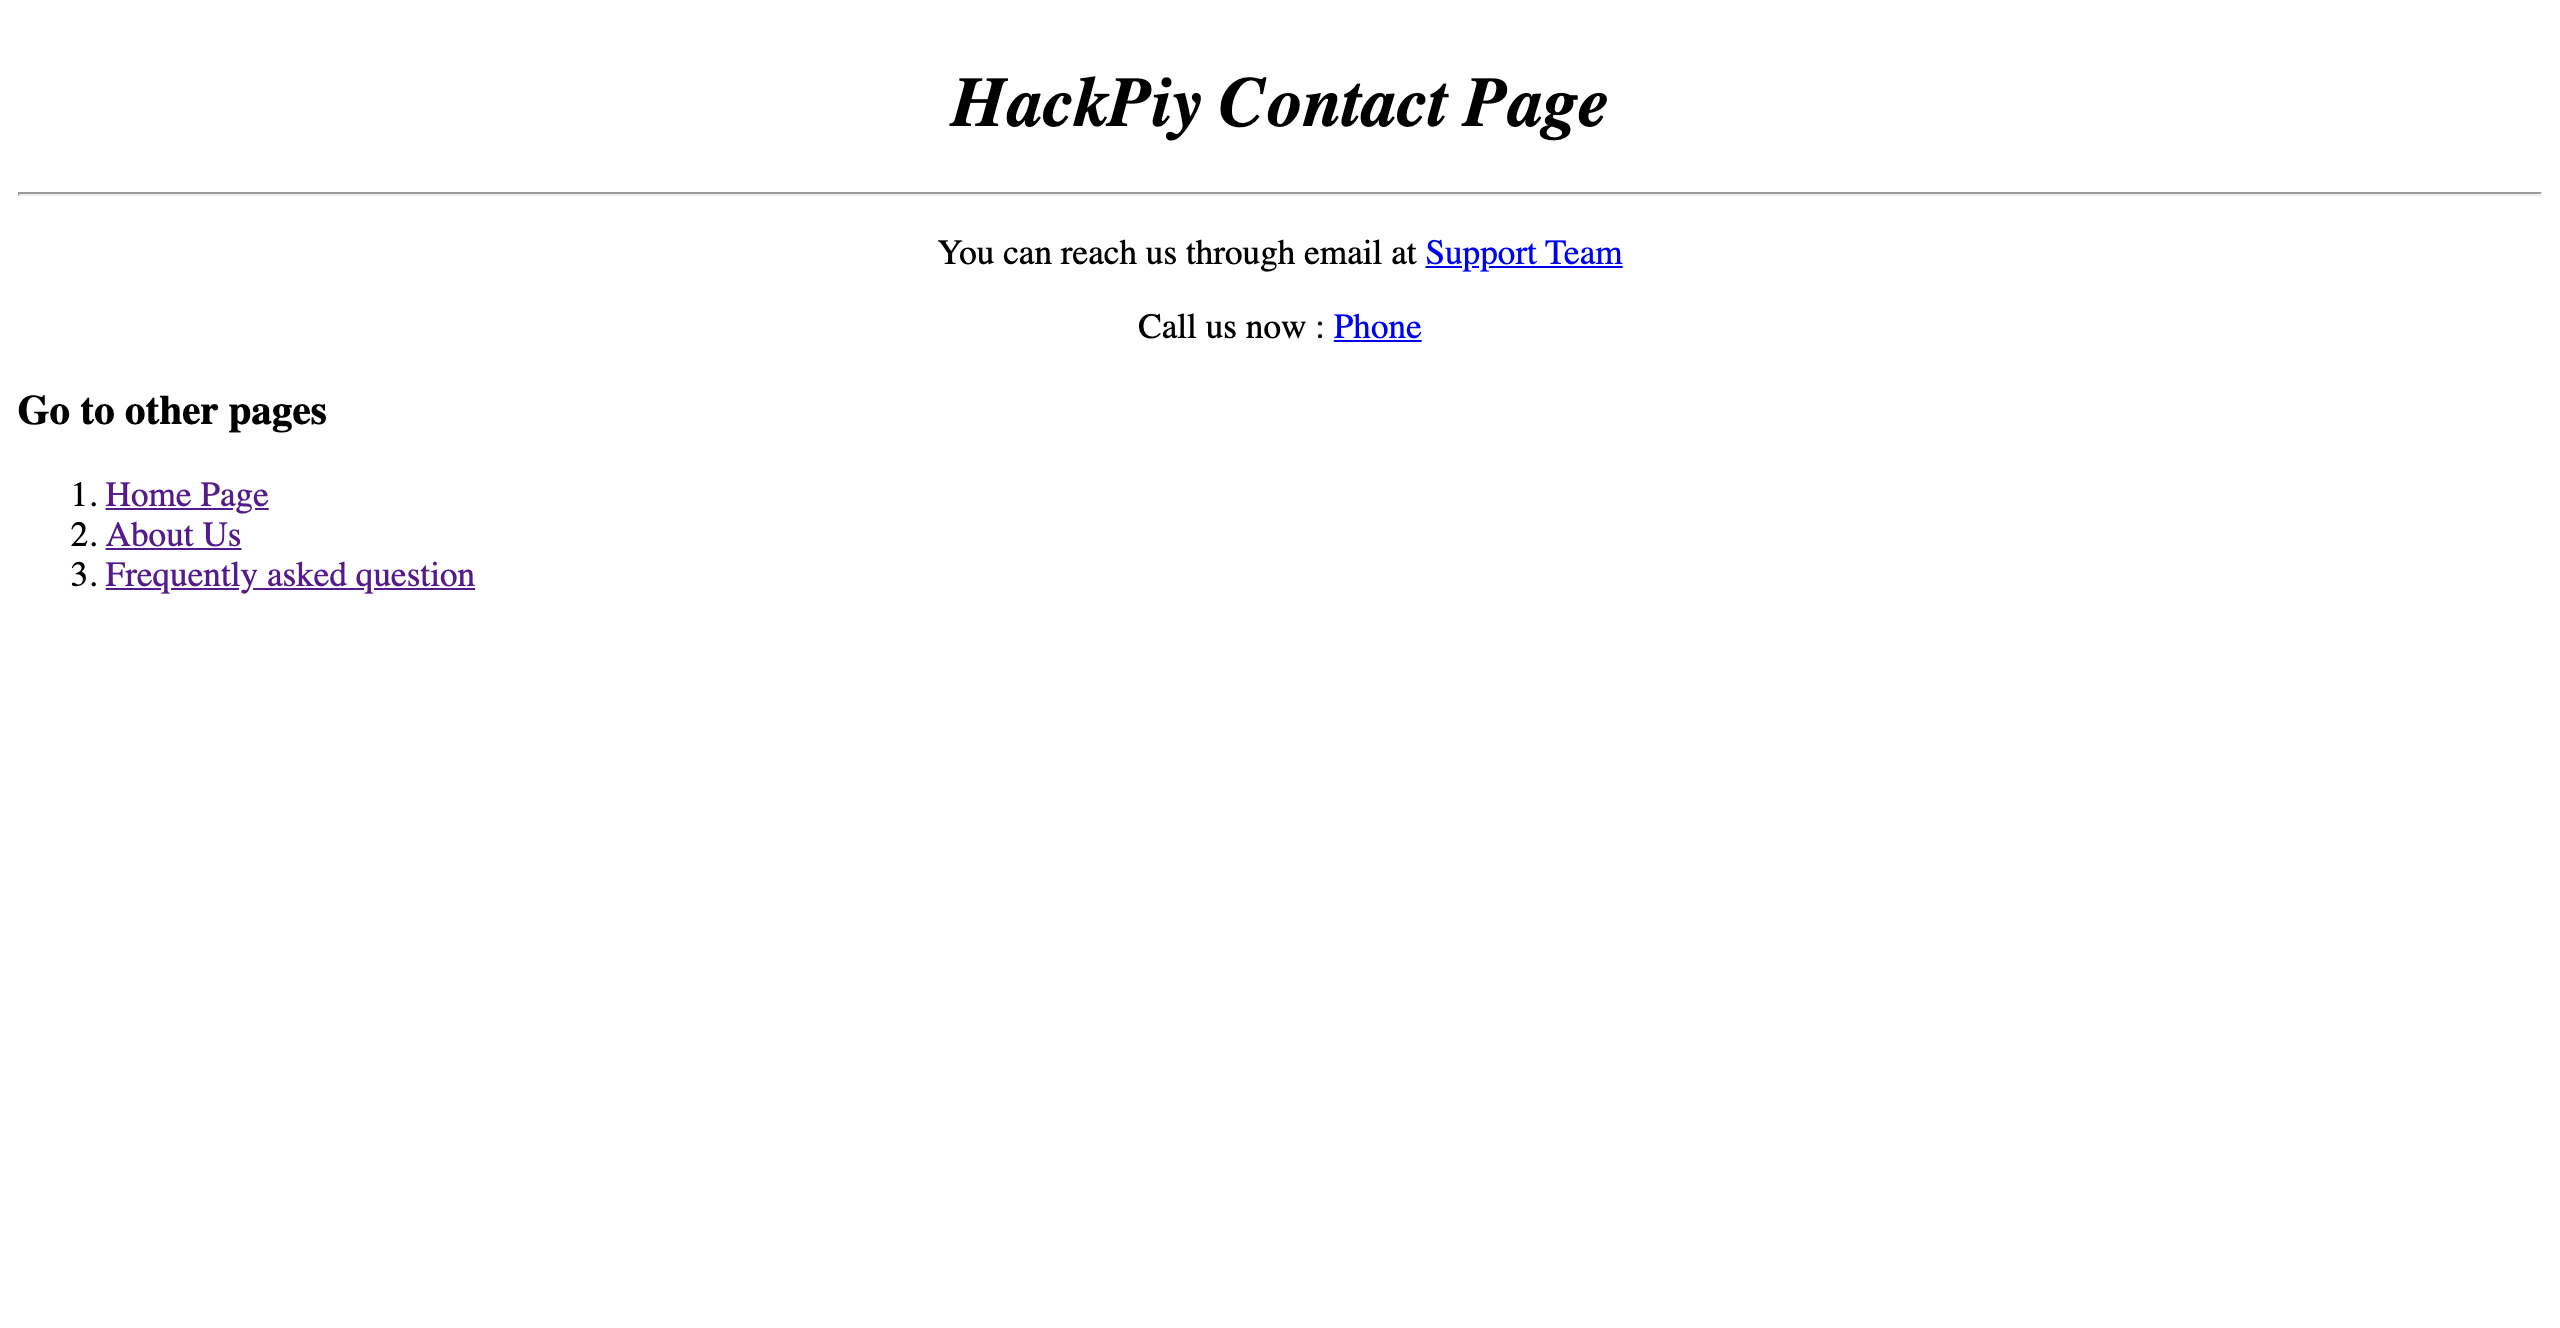 HackPiy Contact Page
You can reach us through email at Support Team
Call us now : Phone
Go to other pages
1. Home Page
2. About Us
3. Frequently asked question